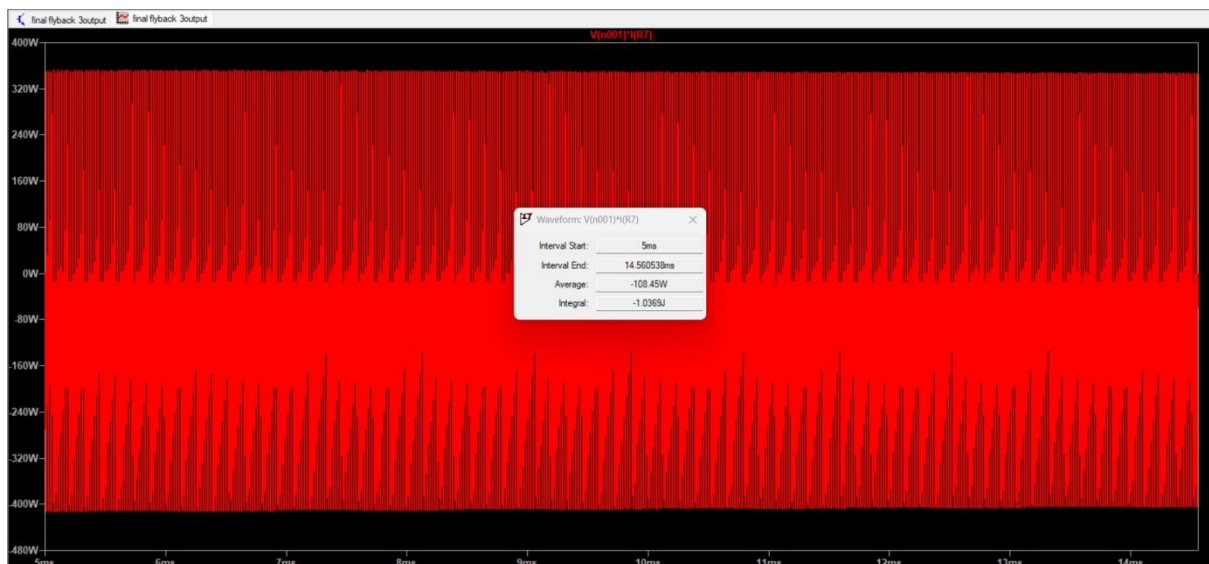 final flyback 3output final flyback 3output
V(n001)*I(R7)
400W
320W
240W
160W
80W
0W
-80W
-160W
-240W
-320W
-400W
-480W
Waveform: V(n001)*I(R7)
Interval Start: 5ms
Interval End: 14.560538ms
Average: -108.45W
Integral: -1.0369J
5ms 6ms 7ms 8ms 9ms 10ms 11ms 12ms 13ms 14ms